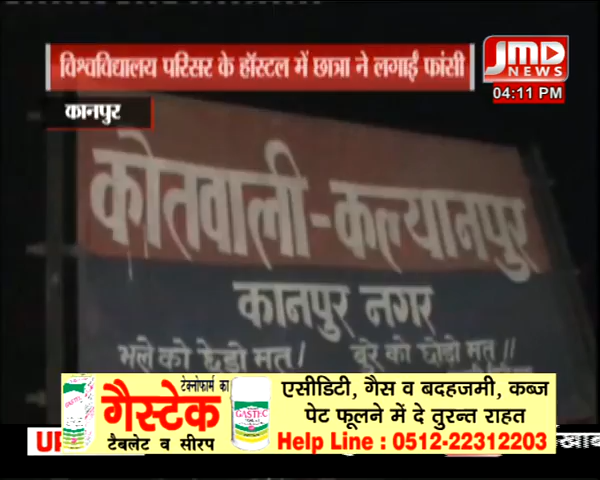 विश्वविद्यालय परिसर के हॉस्टल में छात्रा ने लगाईं फांसी
JMD
NEWS
04:11 PM
कानपुर
कोतवाली-कल्यानपुर
कानपुर नगर
भले को छेडो मत। बुरे को छोडो मत॥
टेक्नोफार्म का
गैस्टेक
टैबलेट व सीरप
GASTEC
एसीडिटी, गैस व बदहजमी, कब्ज
पेट फूलने में दे तुरन्त राहत
Help Line : 0512-22312203